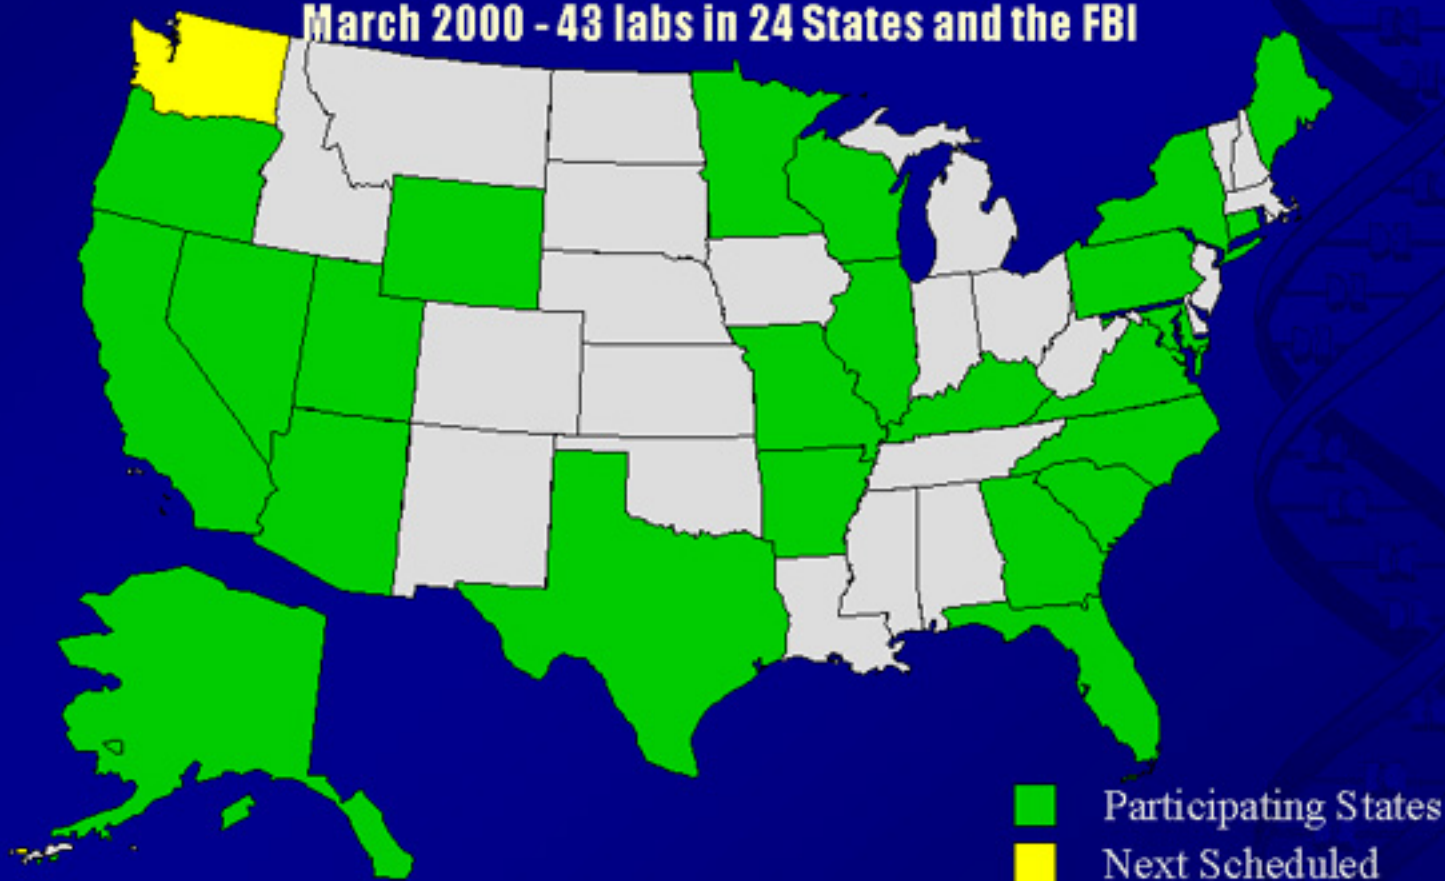 March 2000 - 43 labs in 24 States and the FBI
Participating States
Next Scheduled